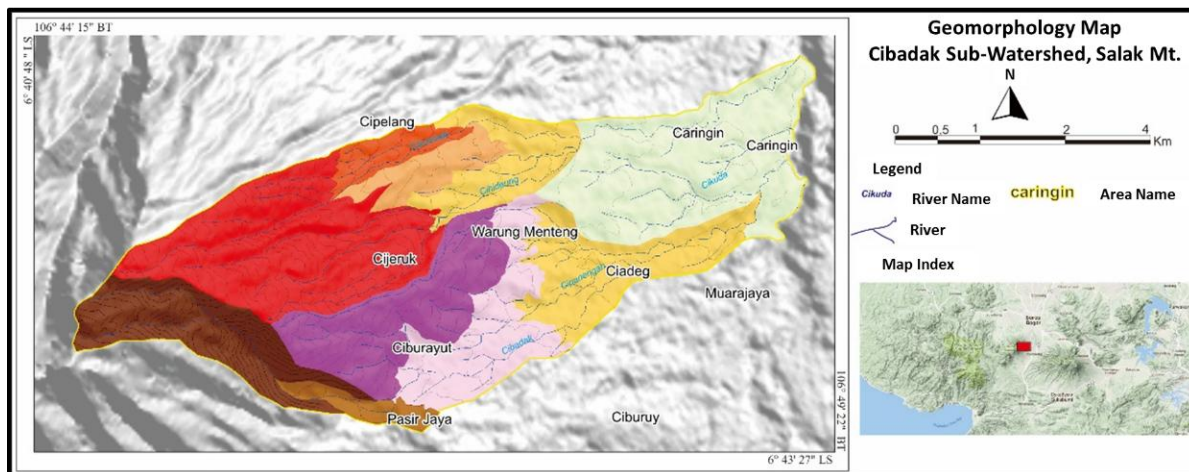 106° 44' 15" BT
6° 40' 48" LS
Cipelang
Caringin
Caringin
Cikuda
Cihideung
Warung Menteng
Cijeruk
Cipanengah
Ciadeg
Muarajaya
Ciburayut
Cibadak
Pasir Jaya
Ciburuy
106° 49' 22" BT
6° 43' 27" LS
Geomorphology Map
Cibadak Sub-Watershed, Salak Mt.
N
0 0.5 1 2 4
Km
Legend
Cikuda River Name caringin Area Name
River
Map Index